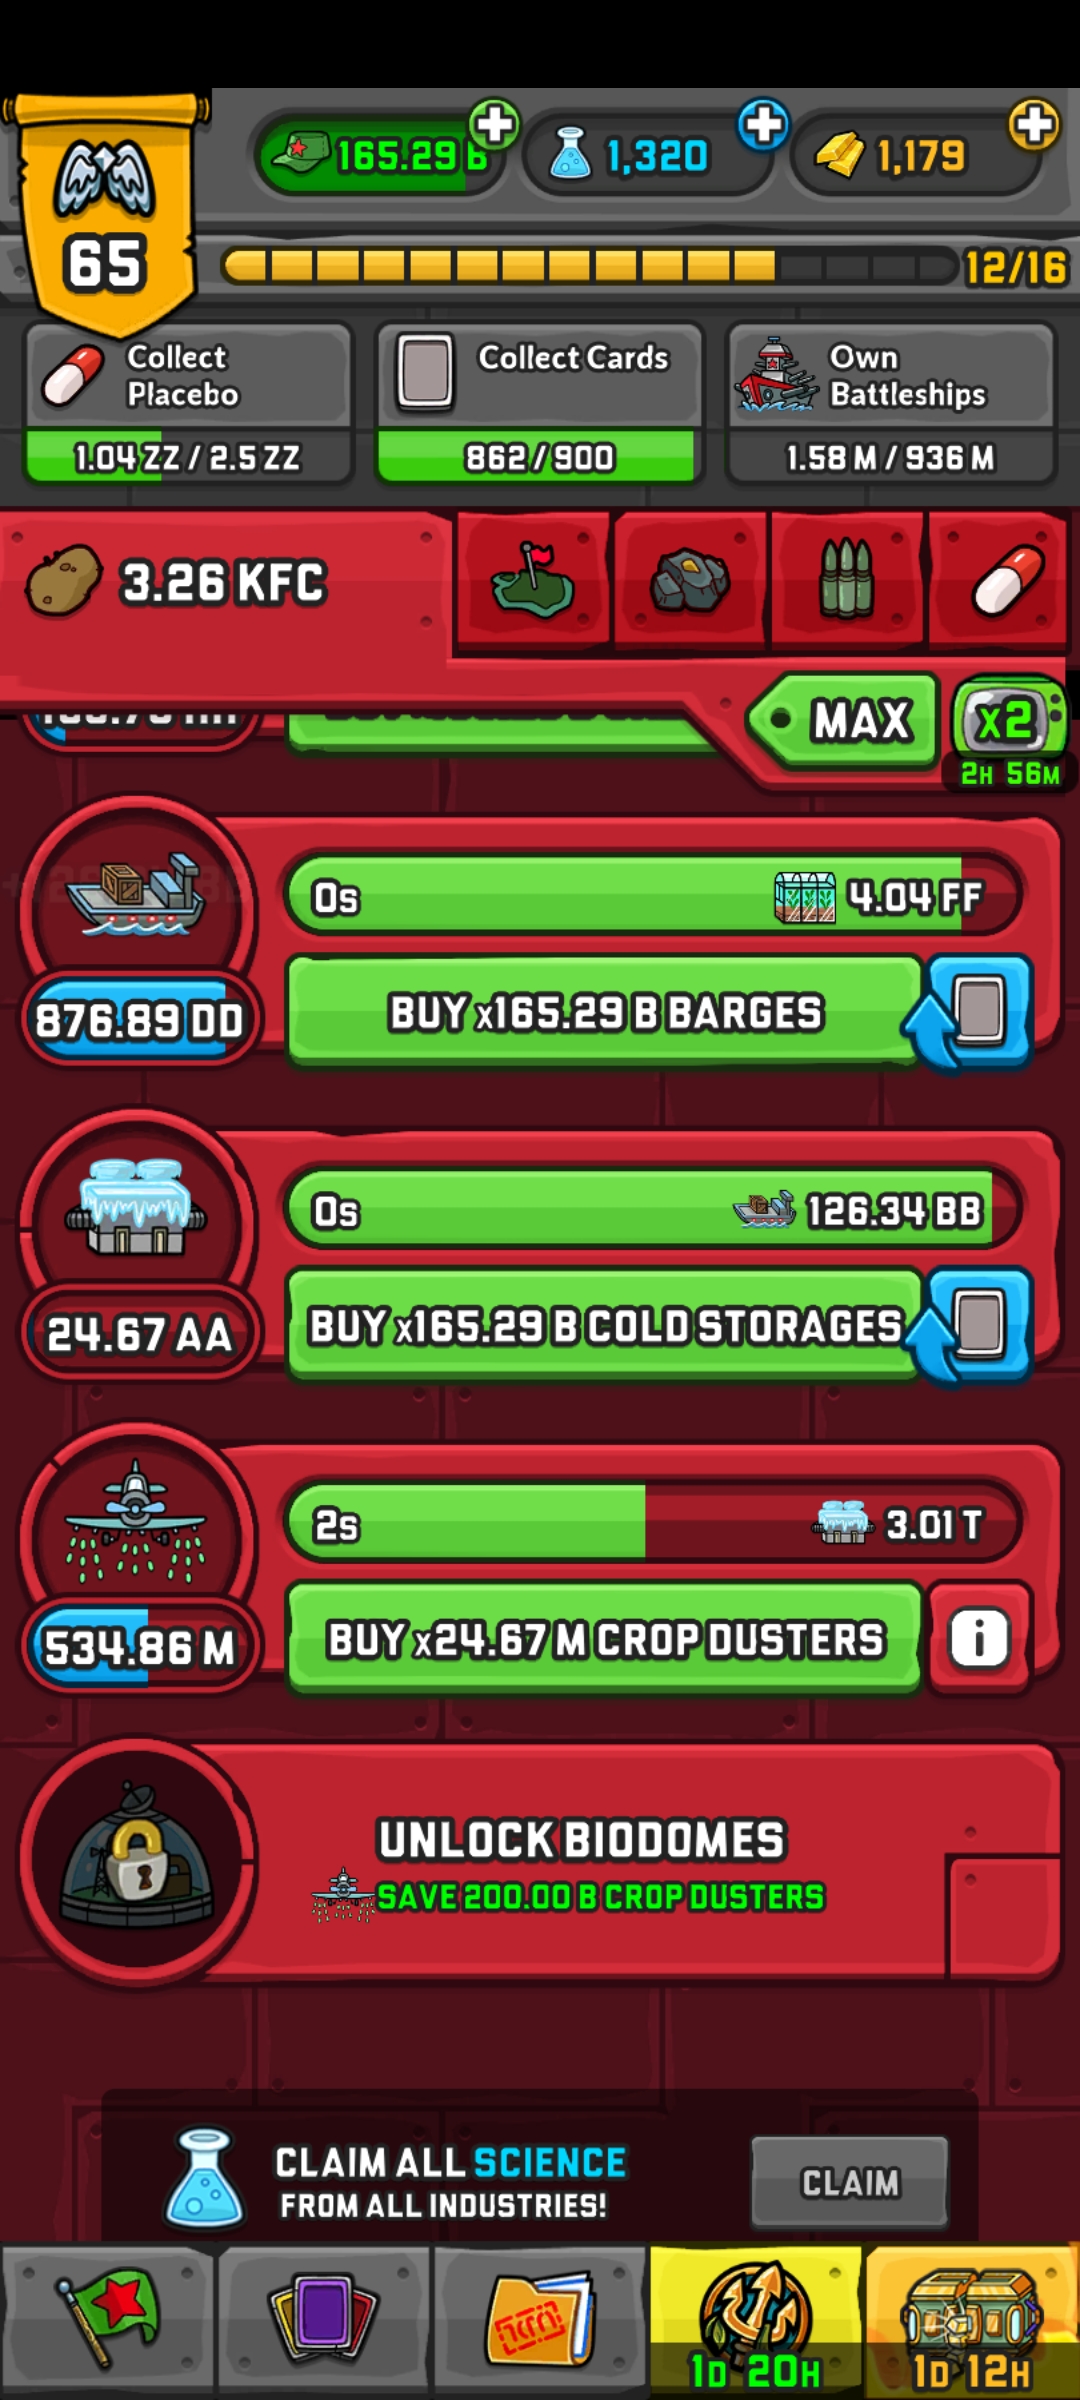 165.29 B
1,320
1,179
65
12/16
Collect
Placebo
Collect Cards
Own
Battleships
1.04 ZZ / 2.5 ZZ
862/900
1.58 M / 936 M
3.26 KFC
MAX
X2
2H 56M
0s
4.04 FF
876.89 DD
BUY x165.29 B BARGES
0s
126.34 BB
24.67 AA
BUY x165.29 B COLD STORAGES
2s
3.01 T
534.86 M
BUY x24.67 M CROP DUSTERS
i
UNLOCK BIODOMES
SAVE 200.00 B CROP DUSTERS
CLAIM ALL SCIENCE
FROM ALL INDUSTRIES!
CLAIM
1D 20H
1D 12H